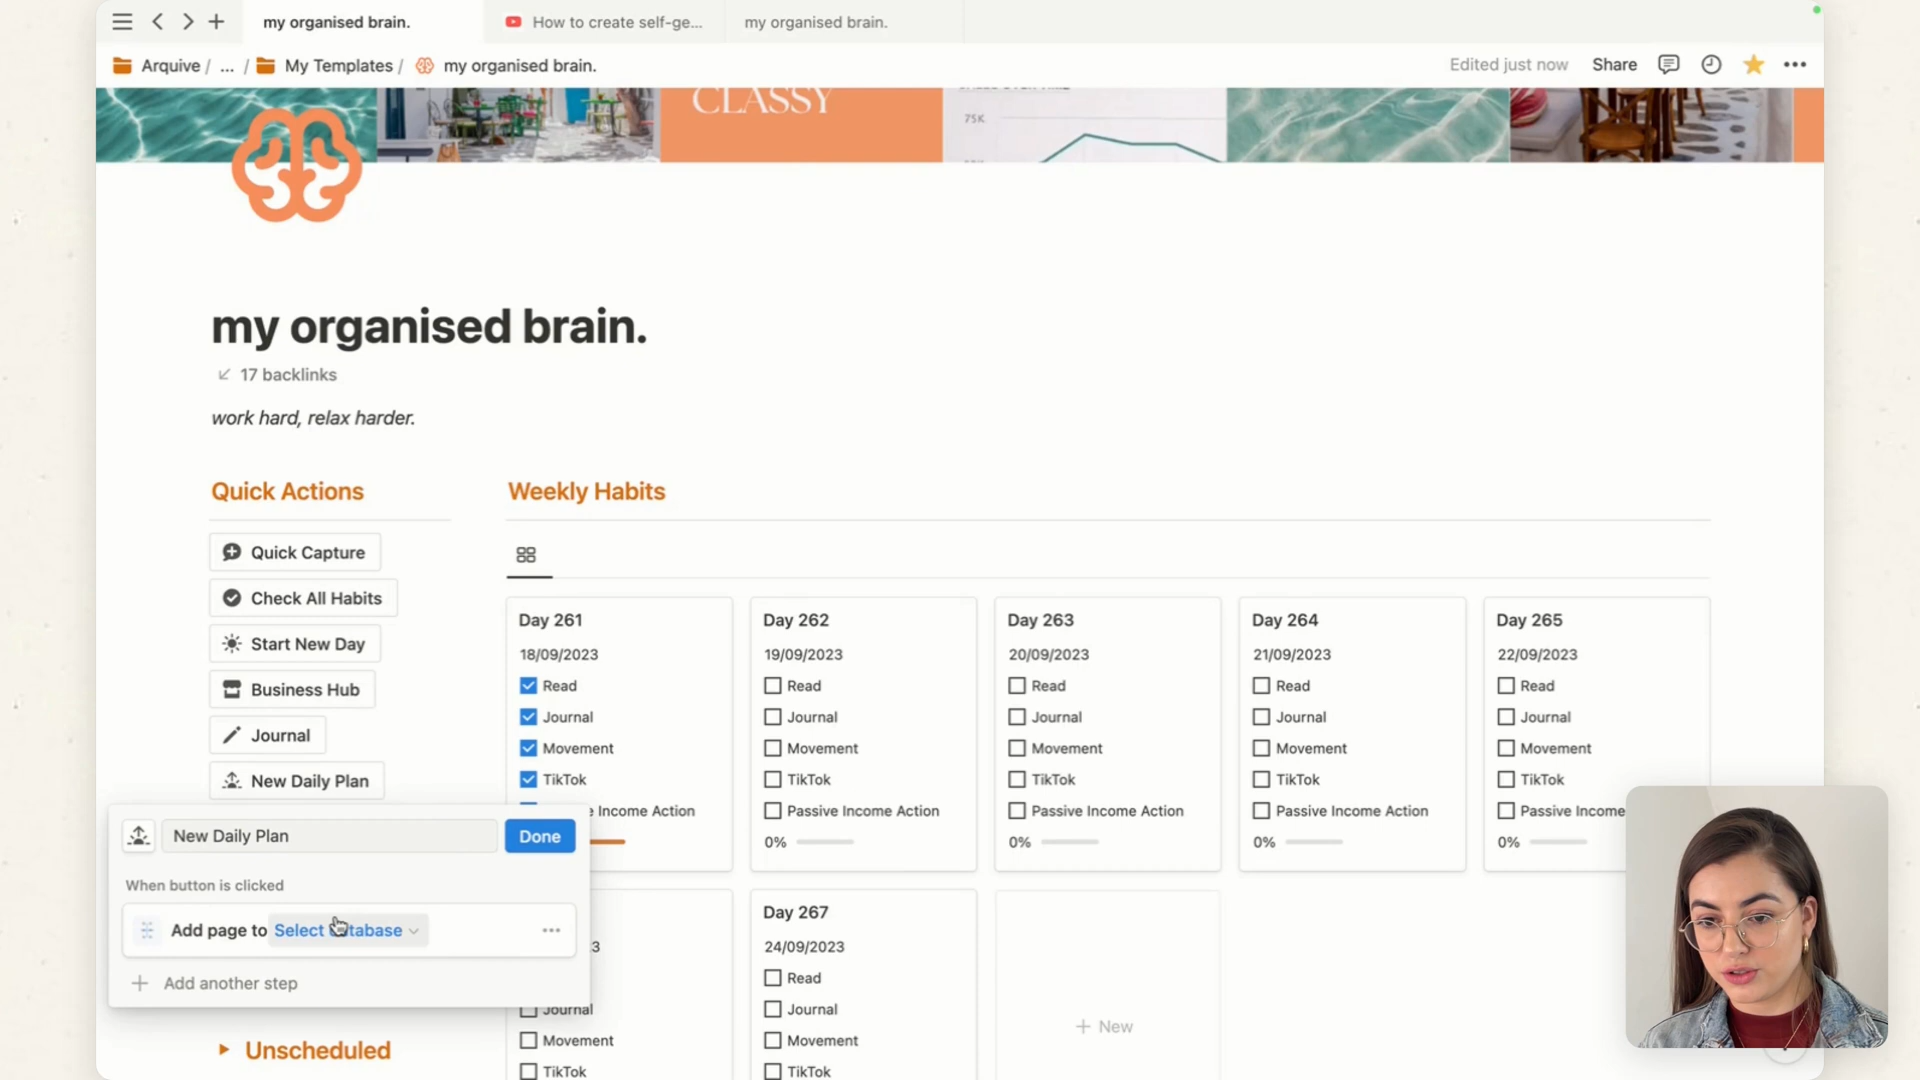 my organised brain.
How to create self-ge...
my organised brain.
Arquive / ... / My Templates / my organised brain.
Edited just now
Share
CLASSY
75K
my organised brain.
17 backlinks
work hard, relax harder.
Quick Actions
Quick Capture
Check All Habits
Start New Day
Business Hub
Journal
New Daily Plan
New Daily Plan
Done
When button is clicked
Add page to Select database
Add another step
Unscheduled
Weekly Habits
Day 261
18/09/2023
Read
Journal
Movement
TikTok
e Income Action
Day 262
19/09/2023
Read
Journal
Movement
TikTok
Passive Income Action
0%
Day 263
20/09/2023
Read
Journal
Movement
TikTok
Passive Income Action
0%
Day 264
21/09/2023
Read
Journal
Movement
TikTok
Passive Income Action
0%
Day 265
22/09/2023
Read
Journal
Movement
TikTok
Passive Income
0%
3
Journal
Movement
TikTok
Day 267
24/09/2023
Read
Journal
Movement
TikTok
+ New